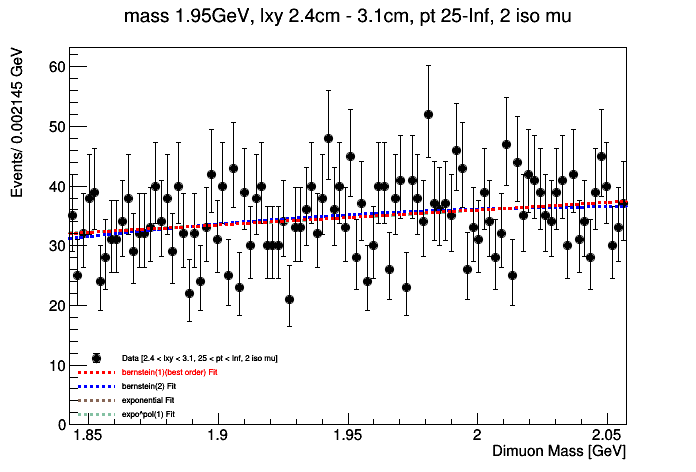 mass 1.95GeV, lxy 2.4cm - 3.1cm, pt 25-Inf, 2 iso mu
Events/ 0.002145 GeV
60
50
40
30
20
10
0
Data [2.4 < lxy < 3.1, 25 < pt < Inf, 2 iso mu]
bernstein(1)(best order) Fit
bernstein(2) Fit
exponential Fit
expo*pol(1) Fit
1.85
1.9
1.95
2
2.05
Dimuon Mass [GeV]